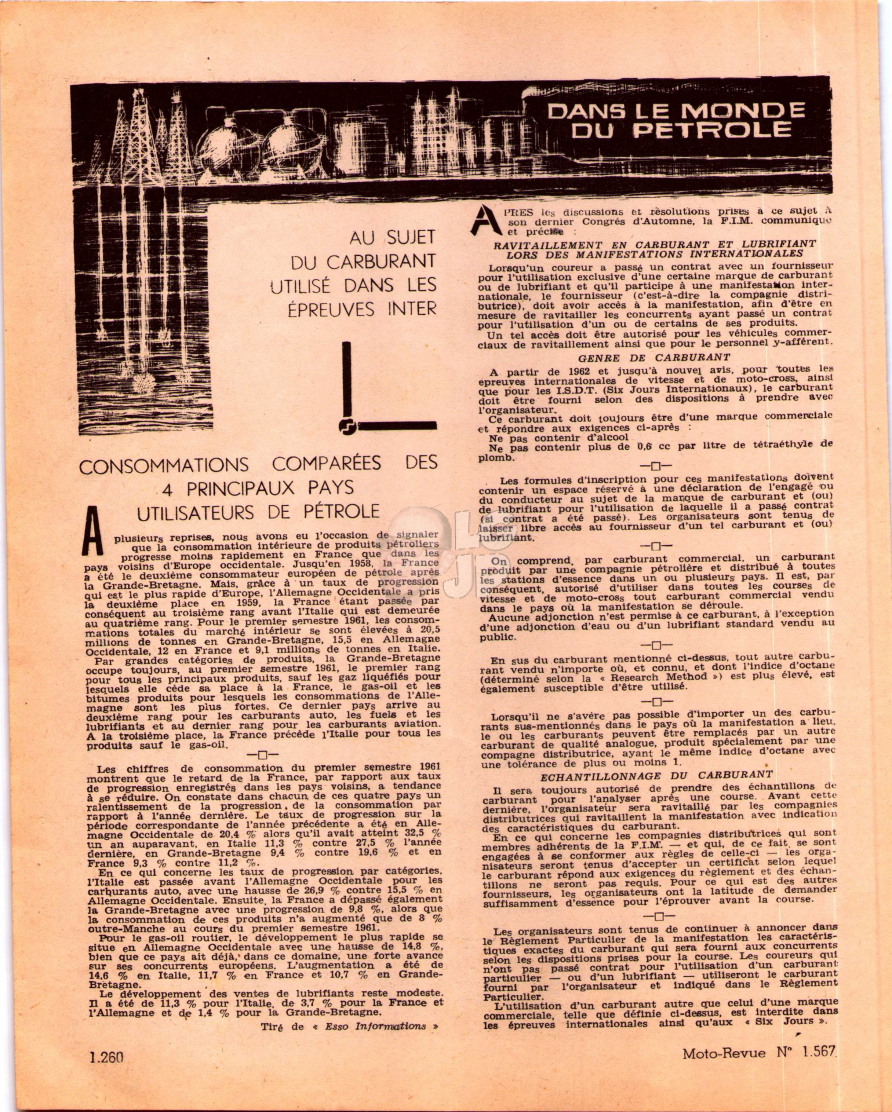 DANS LE MONDE
DU PETROLE
AU SUJET
DU CARBURANT
UTILISÉ DANS LES
ÉPREUVES INTER
CONSOMMATIONS COMPARÉES DES
4 PRINCIPAUX PAYS
UTILISATEURS DE PÉTROLE
A plusieurs reprises, nous avons eu l'occasion de signaler
que la consommation intérieure de produits pétroliers
progresse moins rapidement en France que dans les
pays voisins d'Europe occidentale. Jusqu'en 1958, la France
a été le deuxième consommateur européen de pétrole après
la Grande-Bretagne. Mais, grâce à un taux de progression
qui est le plus rapide d'Europe, l'Allemagne Occidentale a pris
la deuxième place en 1959, la France étant passée par
conséquent au troisième rang avant l'Italie qui est demeurée
au quatrième rang. Pour le premier semestre 1961, les consom-
mations totales du marché intérieur se sont élevées à 20,5
millions de tonnes en Grande-Bretagne, 15,5 en Allemagne
Occidentale, 12 en France et 9,1 millions de tonnes en Italie.
Par grandes catégories de produits, la Grande-Bretagne
occupe toujours, au premier semestre 1961, le premier rang
pour tous les principaux produits, sauf les gaz liquéfiés pour
lesquels elle cède sa place à la France, le gas-oil et les
bitumes produits pour lesquels les consommations de l'Alle-
magne sont les plus fortes. Ce dernier pays arrive au
deuxième rang pour les carburants auto, les fuels et les
lubrifiants et au dernier rang pour les carburants aviation.
A la troisième place, la France précède l'Italie pour tous les
produits sauf le gas-oil.
Les chiffres de consommation du premier semestre 1961
montrent que le retard de la France, par rapport aux taux
de progression enregistrés dans les pays voisins, a tendance
à se réduire. On constate dans chacun de ces quatre pays un
ralentissement de la progression, de la consommation par
rapport à l'année dernière. Le taux de progression sur la
période correspondante de l'année précédente a été en Alle-
magne Occidentale de 20,4 % alors qu'il avait atteint 32,5 %
un an auparavant, en Italie 11,3 % contre 27,5 % l'année
dernière, en Grande-Bretagne 9,4 % contre 19,6 % et en
France 9,3 % contre 11,2 %.
En ce qui concerne les taux de progression par catégories,
l'Italie est passée avant l'Allemagne Occidentale pour les
carburants auto, avec une hausse de 26,9 % contre 15,5 % en
Allemagne Occidentale. Ensuite, la France a dépassé également
la Grande-Bretagne avec une progression de 9,8 %, alors que
la consommation de ces produits n'a augmenté que de 8 %
outre-Manche au cours du premier semestre 1961.
Pour le gas-oil routier, le développement le plus rapide se
situe en Allemagne Occidentale avec une hausse de 14,8 %,
bien que ce pays ait déjà, dans ce domaine, une forte avance
sur ses concurrents européens. L'augmentation a été de
14,6 % en Italie, 11,7 % en France et 10,7 % en Grande-
Bretagne.
Le développement des ventes de lubrifiants reste modeste.
Il a été de 11,3 % pour l'Italie, de 3,7 % pour la France et
l'Allemagne et de 1,4 % pour la Grande-Bretagne.
Tiré de « Esso Informations »
APRES les discussions et résolutions prises à ce sujet à
son dernier Congrès d'Automne, la F.I.M. communique
et précise :
RAVITAILLEMENT EN CARBURANT ET LUBRIFIANT
LORS DES MANIFESTATIONS INTERNATIONALES
Lorsqu'un coureur a passé un contrat avec un fournisseur
pour l'utilisation exclusive d'une certaine marque de carburant
ou de lubrifiant et qu'il participe à une manifestation inter-
nationale, le fournisseur (c'est-à-dire la compagnie distri-
butrice), doit avoir accès à la manifestation, afin d'être en
mesure de ravitailler les concurrents ayant passé un contrat
pour l'utilisation d'un ou de certains de ses produits.
Un tel accès doit être autorisé pour les véhicules commer-
ciaux de ravitaillement ainsi que pour le personnel y-afférent.
GENRE DE CARBURANT
A partir de 1962 et jusqu'à nouvel avis, pour toutes les
epreuves internationales de vitesse et de moto-cross, ainsi
que pour les I.S.D.T. (Six Jours Internationaux), le carburant
doit être fourni selon des dispositions à prendre avec
l'organisateur.
Ce carburant doit toujours être d'une marque commerciale
et répondre aux exigences ci-après :
Ne pas contenir d'alcool
Ne pas contenir plus de 0,6 cc par litre de tétraéthyle de
plomb.
Les formules d'inscription pour ces manifestations doivent
contenir un espace réservé à une déclaration de l'engagé ou
du conducteur au sujet de la marque de carburant et (ou)
de lubrifiant pour l'utilisation de laquelle il a passé contrat
(si contrat a été passé). Les organisateurs sont tenus de
laisser libre accès au fournisseur d'un tel carburant et (ou)
lubrifiant.
On comprend, par carburant commercial, un carburant
produit par une compagnie pétrolière et distribué à toutes
les stations d'essence dans un ou plusieurs pays. Il est, par
conséquent, autorisé d'utiliser dans toutes les courses de
vitesse et de moto-cross tout carburant commercial vendu
dans le pays où la manifestation se déroule.
Aucune adjonction n'est permise à ce carburant, à l'exception
d'une adjonction d'eau ou d'un lubrifiant standard vendu au
public.
En sus du carburant mentionné ci-dessus, tout autre carbu-
rant vendu n'importe où, et connu, et dont l'indice d'octane
(déterminé selon la « Research Method ») est plus élevé, est
également susceptible d'être utilisé.
Lorsqu'il ne s'avère pas possible d'importer un des carbu-
rants sus-mentionnés dans le pays où la manifestation a lieu,
le ou les carburants peuvent être remplacés par un autre
carburant de qualité analogue, produit spécialement par une
compagnie distributrice, ayant le même indice d'octane avec
une tolérance de plus ou moins 1.
ECHANTILLONNAGE DU CARBURANT
Il sera toujours autorisé de prendre des échantillons de
carburant pour l'analyser après une course. Avant cette
dernière, l'organisateur sera ravitaillé par les compagnies
distributrices qui ravitaillent la manifestation avec indication
des caractéristiques du carburant.
En ce qui concerne les compagnies distributrices qui sont
membres adhérents de la F.I.M. — et qui, de ce fait, se sont
engagées à se conformer aux règles de celle-ci — les orga-
nisateurs seront tenus d'accepter un certificat selon lequel
le carburant répond aux exigences du règlement et des échan-
tillons ne seront pas requis. Pour ce qui est des autres
fournisseurs, les organisateurs ont la latitude de demander
suffisamment d'essence pour l'éprouver avant la course.
Les organisateurs sont tenus de continuer à annoncer dans
le Règlement Particulier de la manifestation les caractéris-
tiques exactes du carburant qui sera fourni aux concurrents
selon les dispositions prises pour la course. Les coureurs qui
n'ont pas passé contrat pour l'utilisation d'un carburant
particulier — ou d'un lubrifiant — utiliseront le carburant
fourni par l'organisateur et indiqué dans le Règlement
Particulier.
L'utilisation d'un carburant autre que celui d'une marque
commerciale, telle que définie ci-dessus, est interdite dans
les épreuves internationales ainsi qu'aux « Six Jours ».
1.260
Moto-Revue N° 1.567